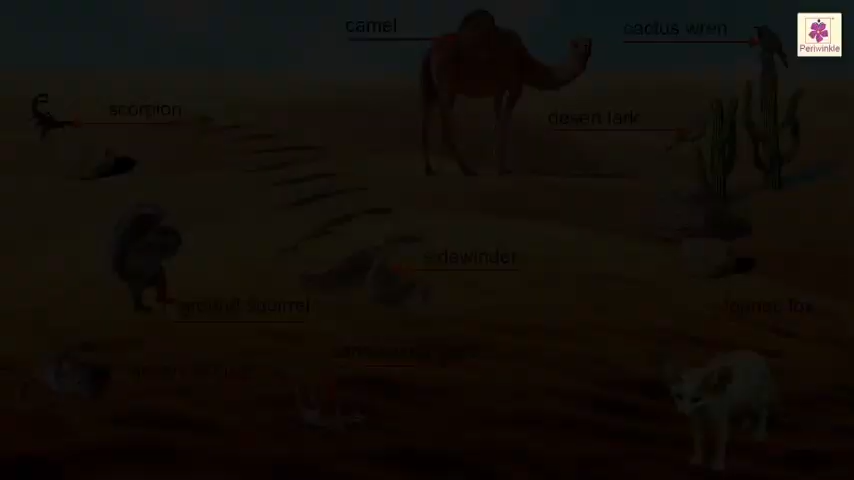 camel
cactus wren
Periwinkle
scorpion
desert lark
sidewinder
ground squirrel
fennec fox